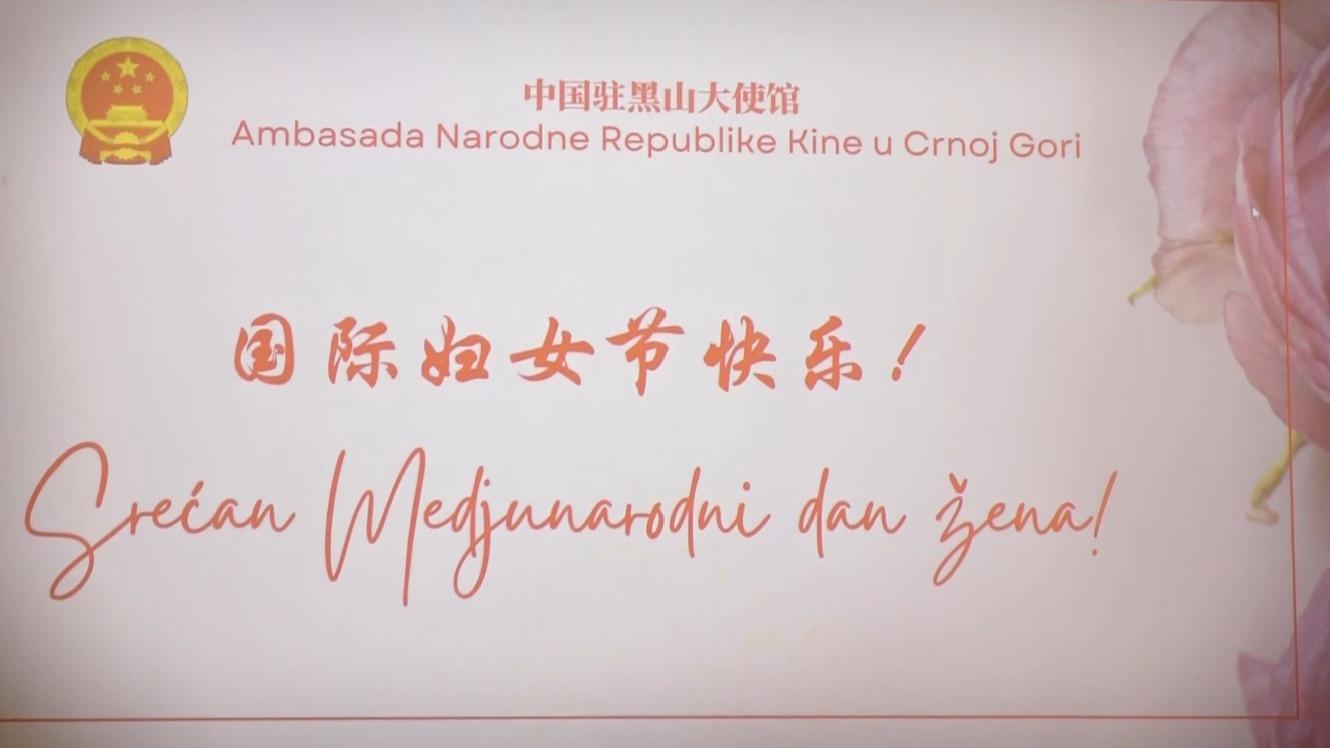 中国驻黑山大使馆
Ambasada Narodne Republike Kine u Crnoj Gori
国际妇女节快乐！
Srećan Medjunarodni dan žena!